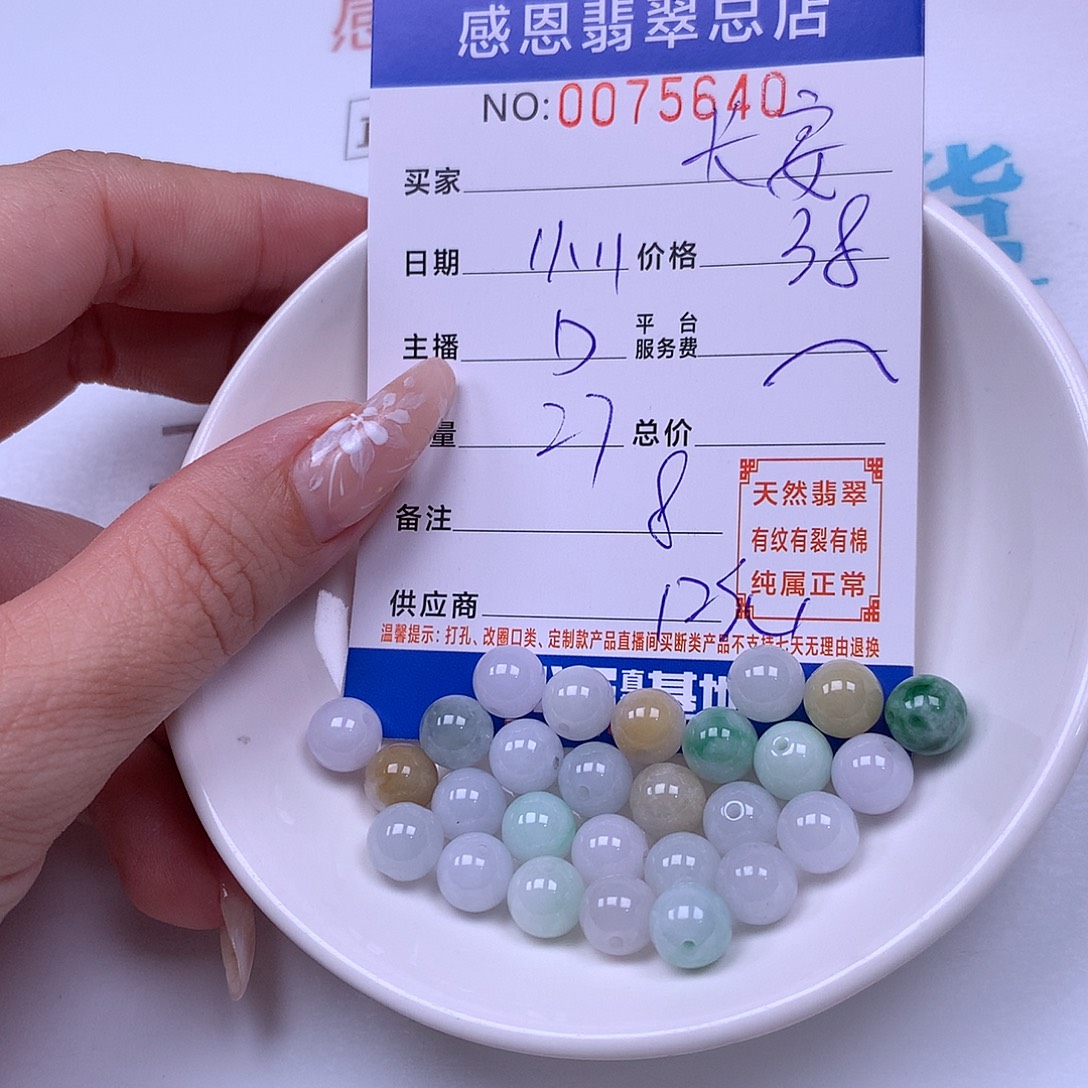 感恩翡翠总店
NO:0075640
买家 长安
日期 11/11 价格 38
主播 D 平台服务费
量 27 总价
备注 8
天然翡翠
有纹有裂有棉
纯属正常
供应商
温馨提示：打孔、改圈口类、定制款产品直播间买断类产品不支持七天无理由退换
基地